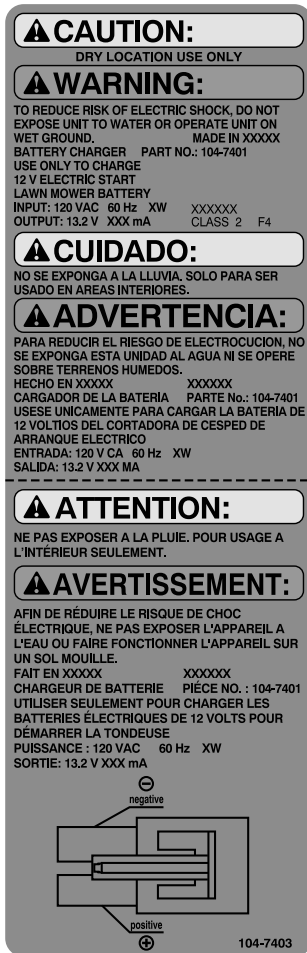 CAUTION:
DRY LOCATION USE ONLY
WARNING:
TO REDUCE RISK OF ELECTRIC SHOCK, DO NOT
EXPOSE UNIT TO WATER OR OPERATE UNIT ON
WET GROUND. MADE IN XXXXX
BATTERY CHARGER PART NO.: 104-7401
USE ONLY TO CHARGE
12 V ELECTRIC START
LAWN MOWER BATTERY
INPUT: 120 VAC 60 Hz XW XXXXXX
OUTPUT: 13.2 V XXX mA CLASS 2 F4
CUIDADO:
NO SE EXPONGA A LA LLUVIA. SOLO PARA SER
USADO EN AREAS INTERIORES.
ADVERTENCIA:
PARA REDUCIR EL RIESGO DE ELECTROCUCION, NO
SE EXPONGA ESTA UNIDAD AL AGUA NI SE OPERE
SOBRE TERRENOS HUMEDOS.
HECHO EN XXXXX XXXXXX
CARGADOR DE LA BATERIA PARTE No.: 104-7401
USESE UNICAMENTE PARA CARGAR LA BATERIA DE
12 VOLTIOS DEL CORTADORA DE CESPED DE
ARRANQUE ELECTRICO
ENTRADA: 120 V CA 60 Hz XW
SALIDA: 13.2 V XXX MA
ATTENTION:
NE PAS EXPOSER A LA PLUIE. POUR USAGE A
L'INTÉRIEUR SEULEMENT.
AVERTISSEMENT:
AFIN DE RÉDUIRE LE RISQUE DE CHOC
ÉLECTRIQUE, NE PAS EXPOSER L'APPAREIL A
L'EAU OU FAIRE FONCTIONNER L'APPAREIL SUR
UN SOL MOUILLE.
FAIT EN XXXXX XXXXXX
CHARGEUR DE BATTERIE PIÉCE NO. : 104-7401
UTILISER SEULEMENT POUR CHARGER LES
BATTERIES ÉLECTRIQUES DE 12 VOLTS POUR
DÉMARRER LA TONDEUSE
PUISSANCE : 120 VAC 60 Hz XW
SORTIE: 13.2 V XXX mA
negative
positive
104-7403